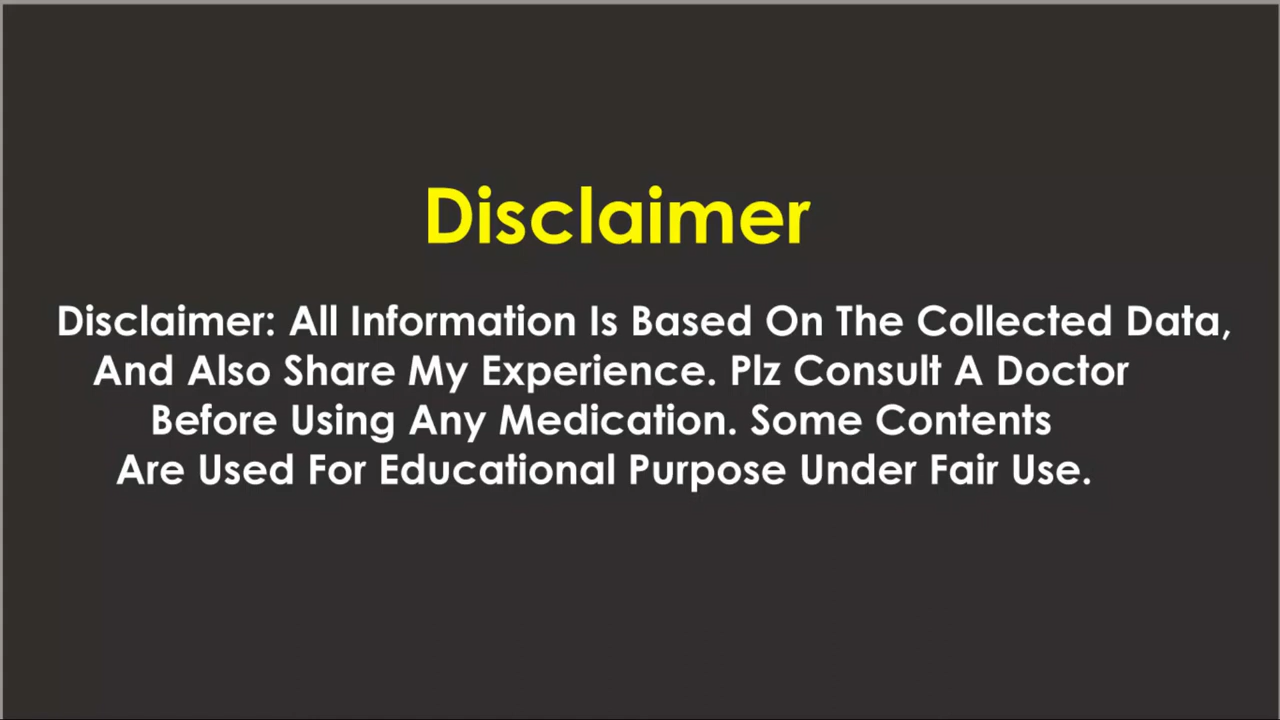 Disclaimer
Disclaimer: All Information Is Based On The Collected Data,
And Also Share My Experience. Plz Consult A Doctor
Before Using Any Medication. Some Contents
Are Used For Educational Purpose Under Fair Use.